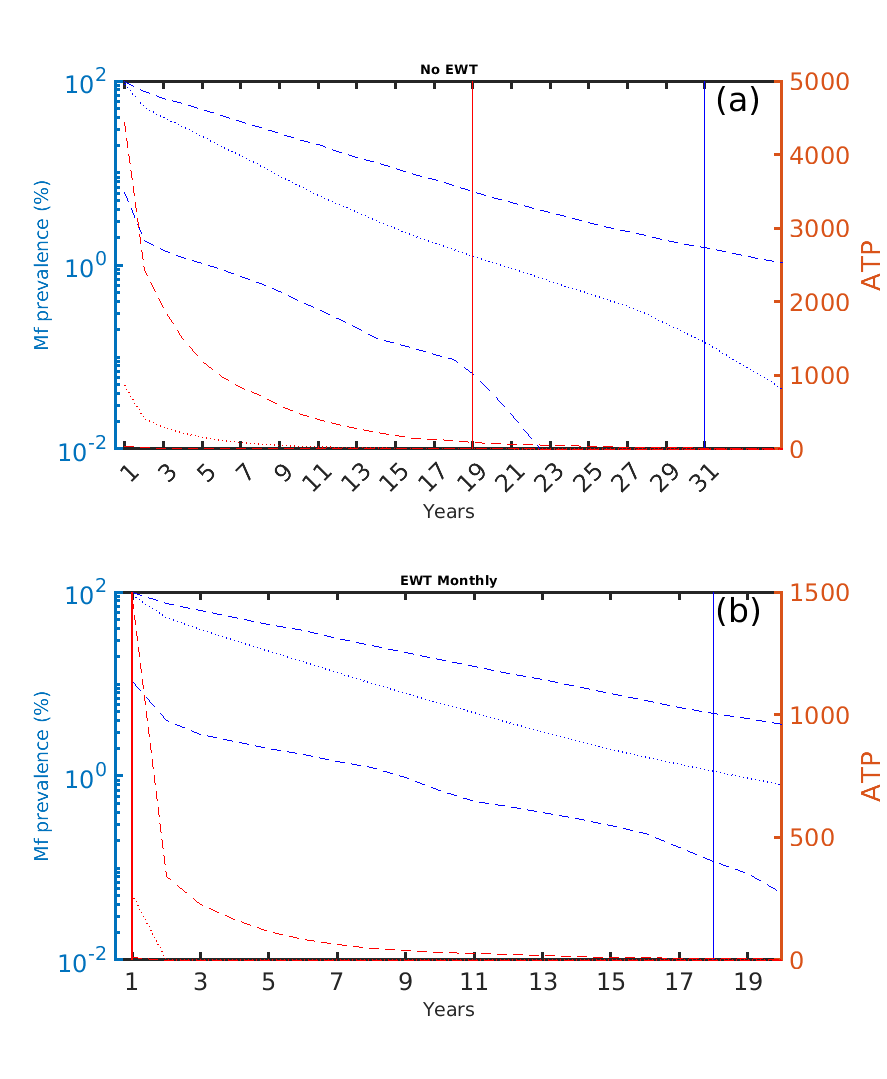 No EWT
(a)
10^2
10^0
10^-2
Mf prevalence (%)
5000
4000
3000
2000
1000
0
ATP
1 3 5 7 9 11 13 15 17 19 21 23 25 27 29 31
Years
EWT Monthly
(b)
10^2
10^0
10^-2
Mf prevalence (%)
1500
1000
500
0
ATP
1 3 5 7 9 11 13 15 17 19
Years